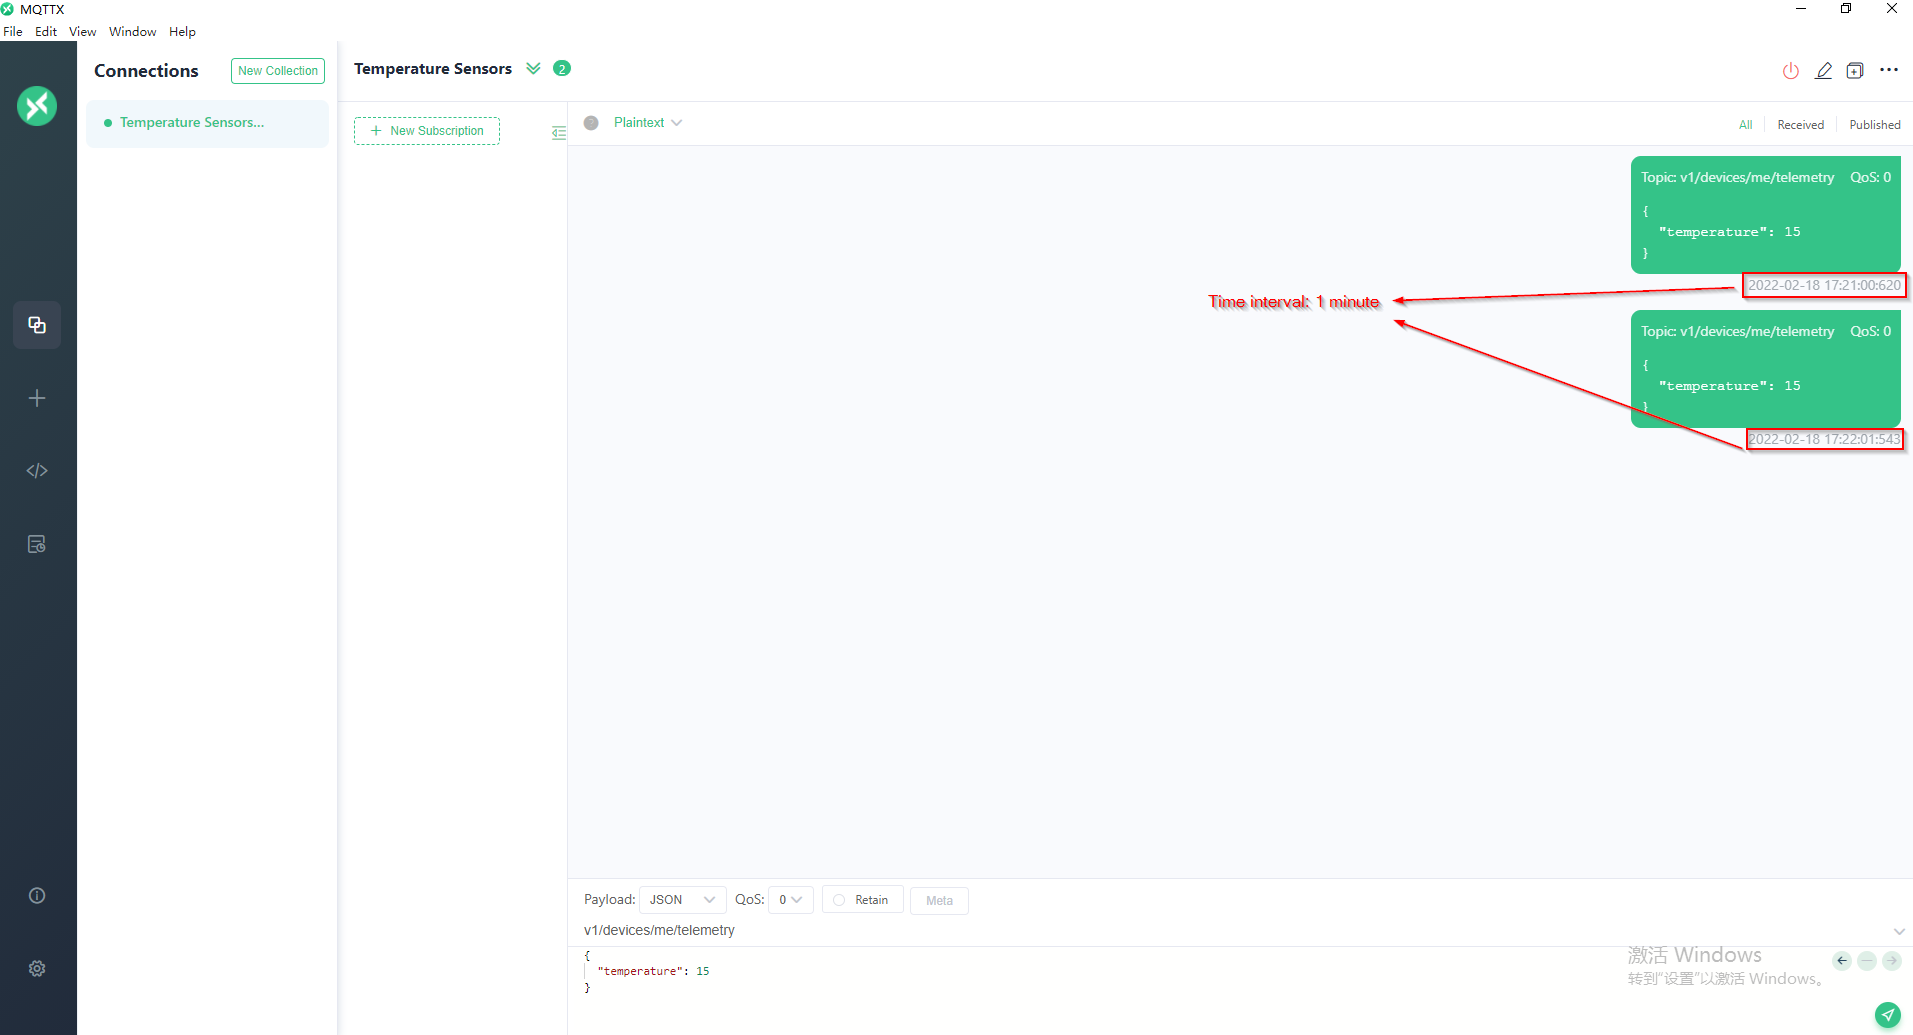 MQTTX
File Edit View Window Help
Connections
New Collection
Temperature Sensors...
Temperature Sensors 2
+ New Subscription
Plaintext
All Received Published
Topic: v1/devices/me/telemetry QoS: 0
{
"temperature": 15
}
2022-02-18 17:21:00:620
Time interval: 1 minute
Topic: v1/devices/me/telemetry QoS: 0
{
"temperature": 15
}
2022-02-18 17:22:01:543
Payload: JSON QoS: 0 Retain Meta
v1/devices/me/telemetry
{
"temperature": 15
}
激活 Windows
转到"设置"以激活 Windows。